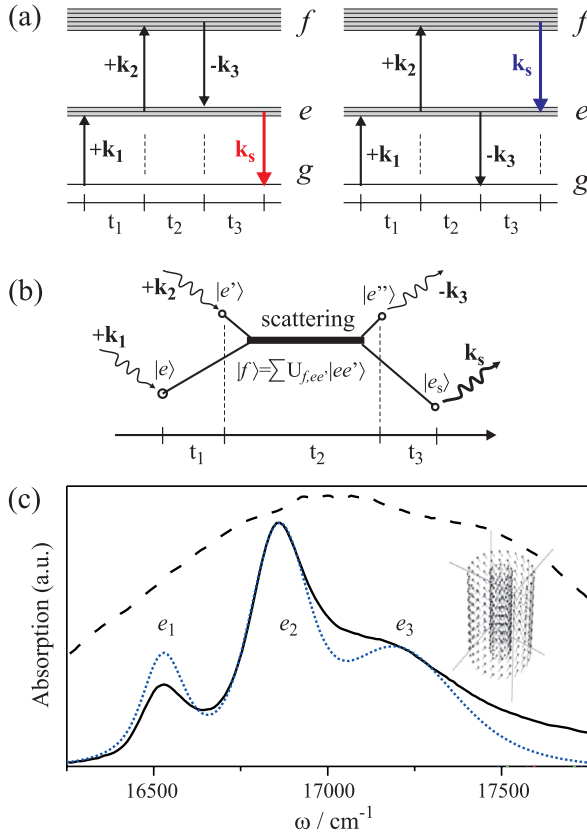 (a)
f f
+k₂ -k₃ +k₂ kₛ
e e
+k₁ kₛ +k₁ -k₃
g g
t₁ t₂ t₃ t₁ t₂ t₃
(b)
+k₂ |e'⟩ |e''⟩ -k₃
scattering
+k₁ |e⟩ kₛ
|f⟩=∑U_{f,ee'}|ee'⟩ |eₛ⟩
t₁ t₂ t₃
(c)
Absorption (a.u.)
e₁ e₂ e₃
16500 17000 17500
ω / cm⁻¹